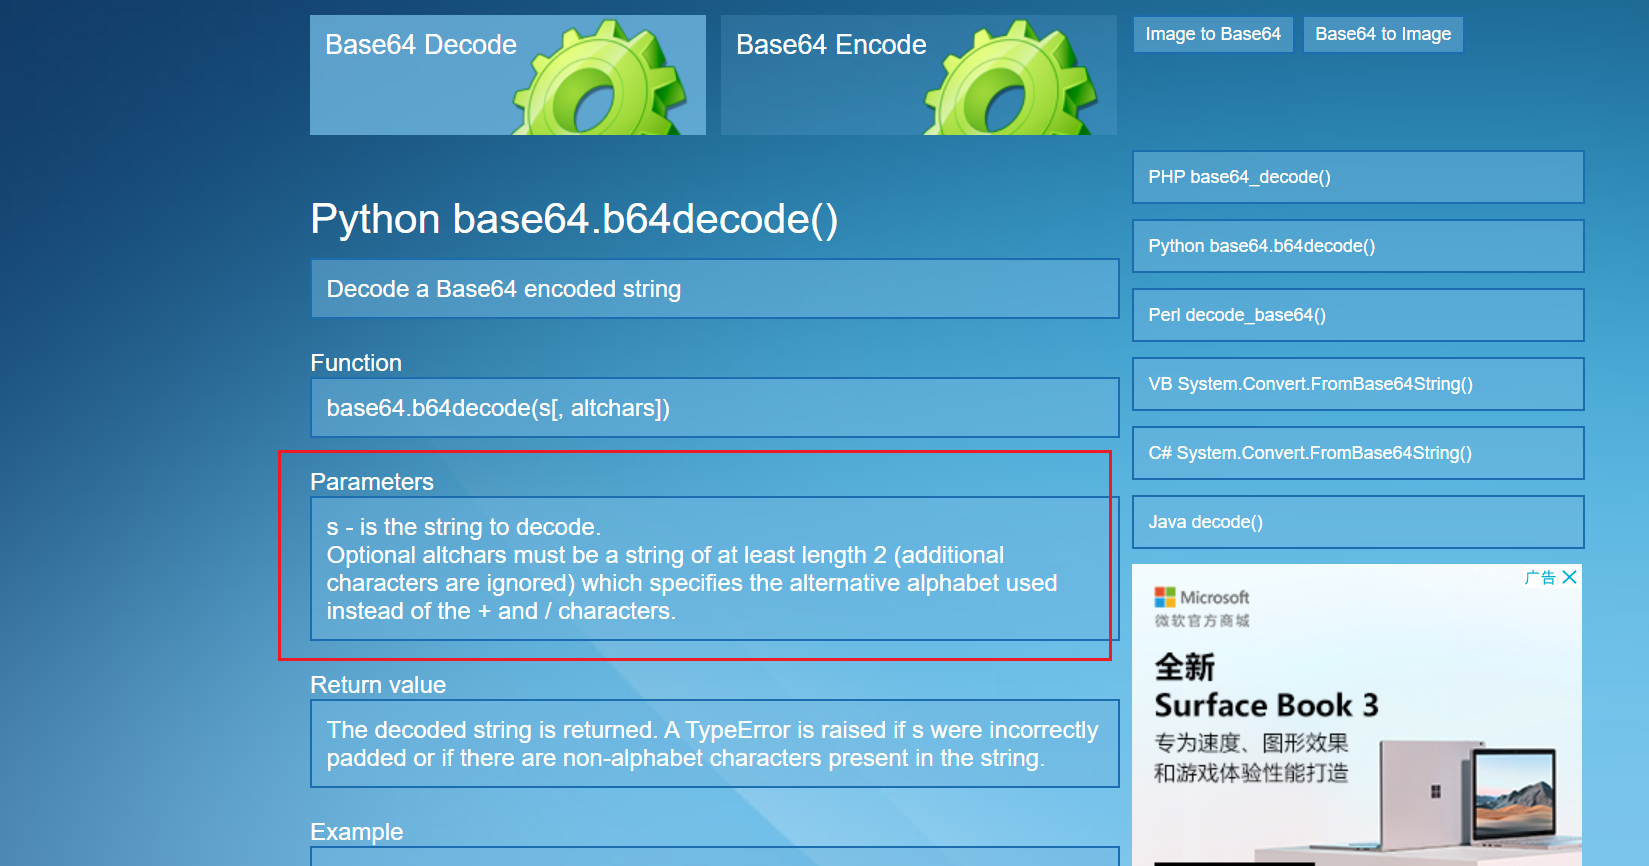 Base64 Decode
Base64 Encode
Image to Base64
Base64 to Image
Python base64.b64decode()
Decode a Base64 encoded string
Function
base64.b64decode(s[, altchars])
Parameters
s - is the string to decode.
Optional altchars must be a string of at least length 2 (additional
characters are ignored) which specifies the alternative alphabet used
instead of the + and / characters.
Return value
The decoded string is returned. A TypeError is raised if s were incorrectly
padded or if there are non-alphabet characters present in the string.
Example
PHP base64_decode()
Python base64.b64decode()
Perl decode_base64()
VB System.Convert.FromBase64String()
C# System.Convert.FromBase64String()
Java decode()
广告
Microsoft
微软官方商城
全新
Surface Book 3
专为速度、图形效果
和游戏体验性能打造